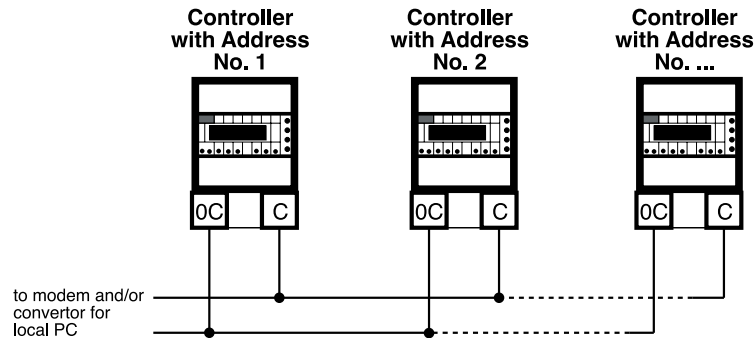 Controller
with Address
No. 1
Controller
with Address
No. 2
Controller
with Address
No. ...
0C
C
0C
C
0C
C
to modem and/or
convertor for
local PC